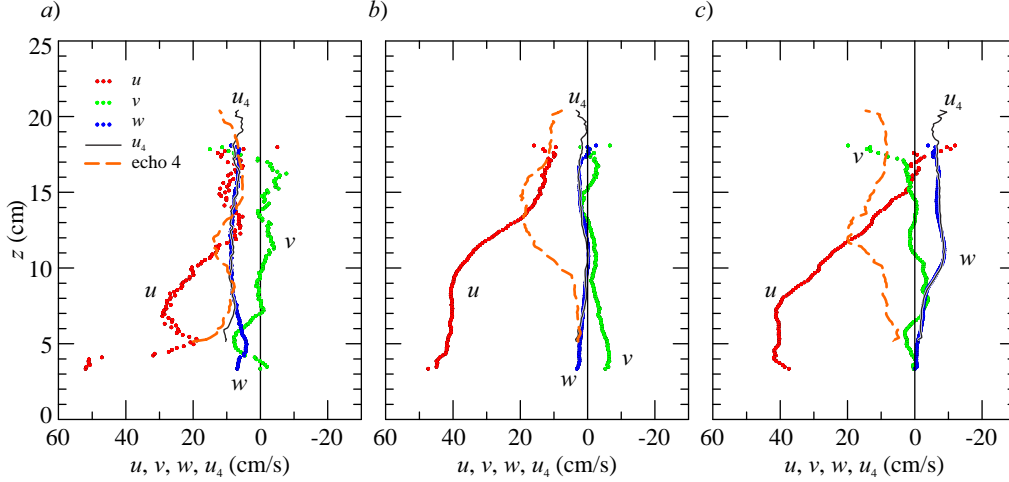 a) b) c)
25
20
15
10
5
0
z (cm)
u
v
w
u₄
echo 4
u₄
v
u
w
60 40 20 0 -20
u, v, w, u₄ (cm/s)
u₄
u
w
v
60 40 20 0 -20
u, v, w, u₄ (cm/s)
u₄
v
u
w
60 40 20 0 -20
u, v, w, u₄ (cm/s)